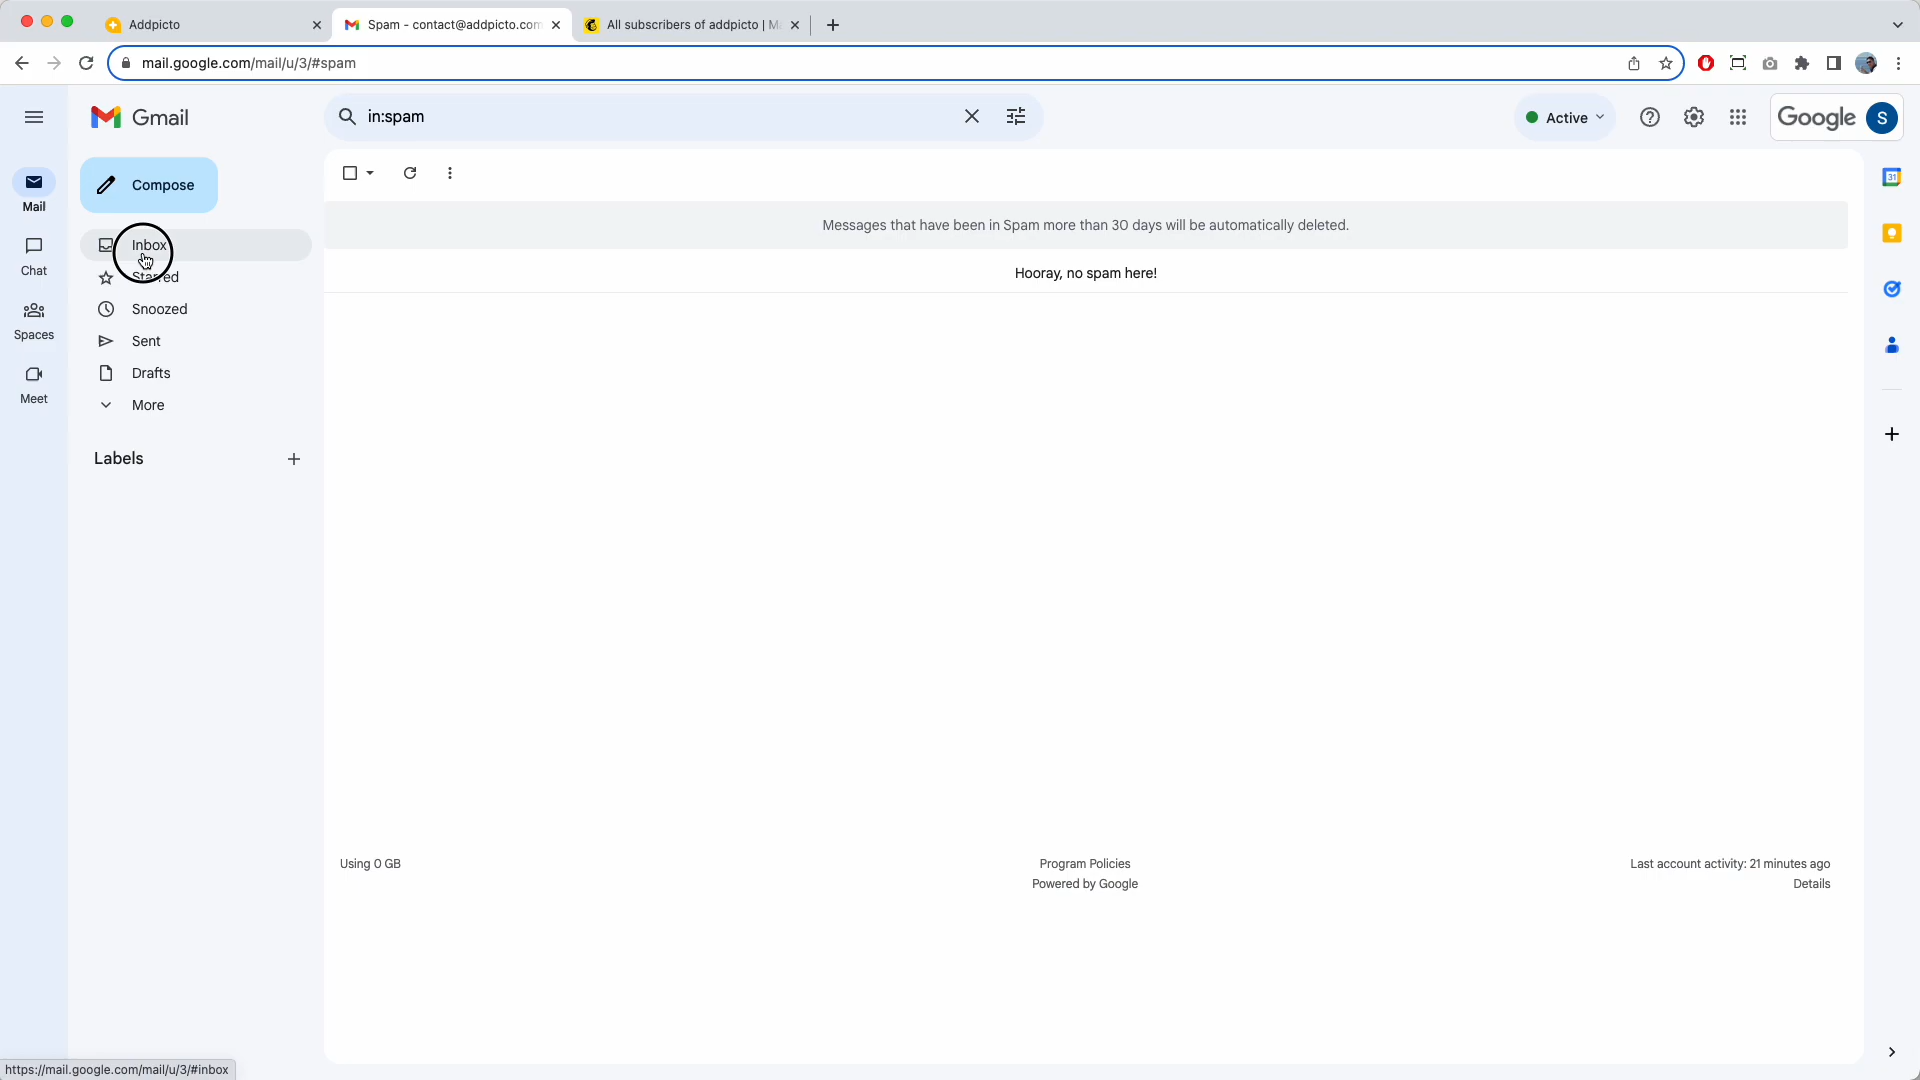 Addpicto
Spam - contact@addpicto.com
All subscribers of addpicto | Ma
mail.google.com/mail/u/3/#spam
Gmail
in:spam
Active
Google
S
Compose
Mail
Inbox
Starred
Snoozed
Sent
Drafts
More
Labels
Chat
Spaces
Meet
31
Messages that have been in Spam more than 30 days will be automatically deleted.
Hooray, no spam here!
Using 0 GB
Program Policies
Powered by Google
Last account activity: 21 minutes ago
Details
https://mail.google.com/mail/u/3/#inbox